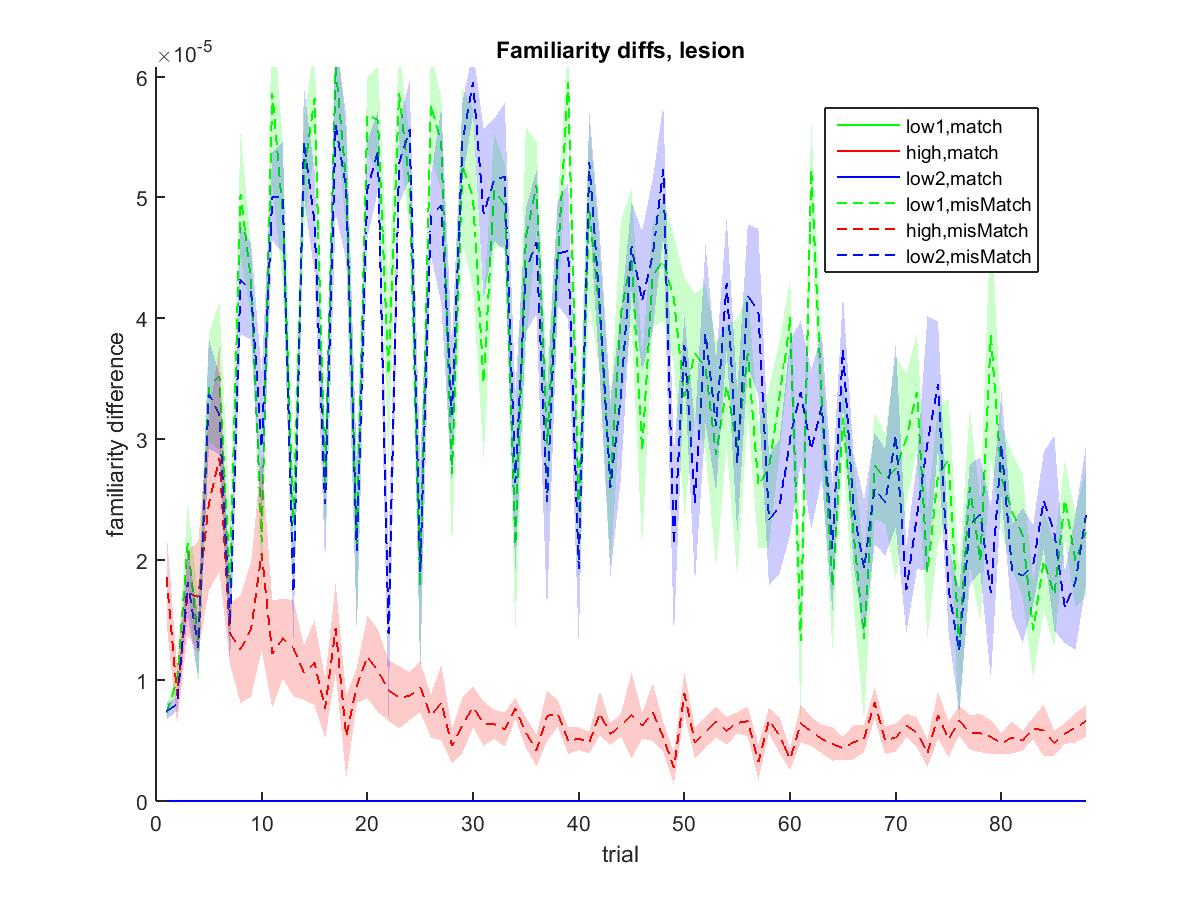 ×10-5
Familiarity diffs, lesion
6
5
4
3
2
1
0
familiarity difference
low1,match
high,match
low2,match
low1,misMatch
high,misMatch
low2,misMatch
0 10 20 30 40 50 60 70 80
trial